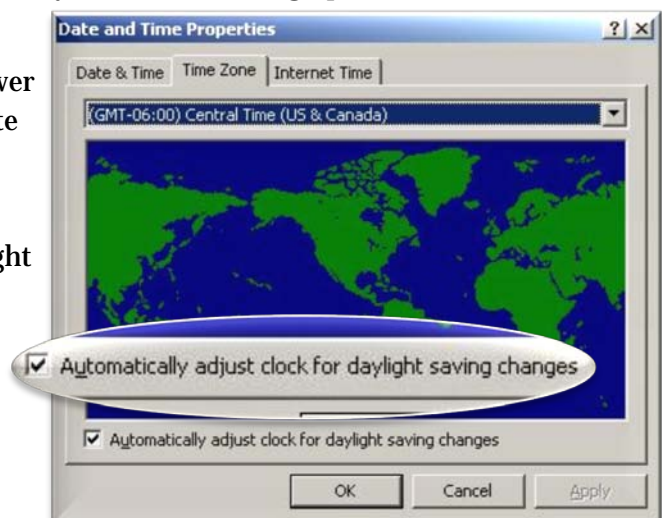 Date and Time Properties
Date & Time
Time Zone
Internet Time
(GMT-06:00) Central Time (US & Canada)
Automatically adjust clock for daylight saving changes
Automatically adjust clock for daylight saving changes
OK
Cancel
Apply